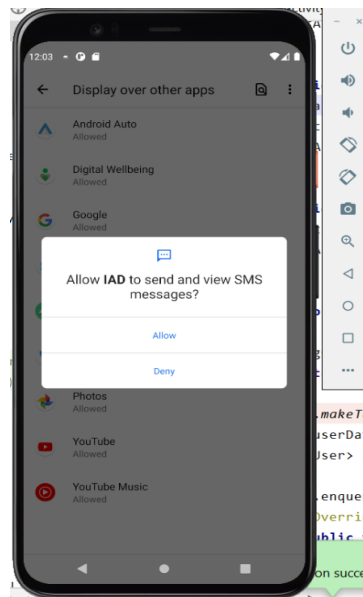 12:03
Display over other apps
Android Auto
Allowed
Digital Wellbeing
Allowed
Google
Allowed
Allow IAD to send and view SMS
messages?
Allow
Deny
Photos
Allowed
YouTube
Allowed
YouTube Music
Allowed
.makeT
userDa
User>
.enque
Overri
ublic
on succe